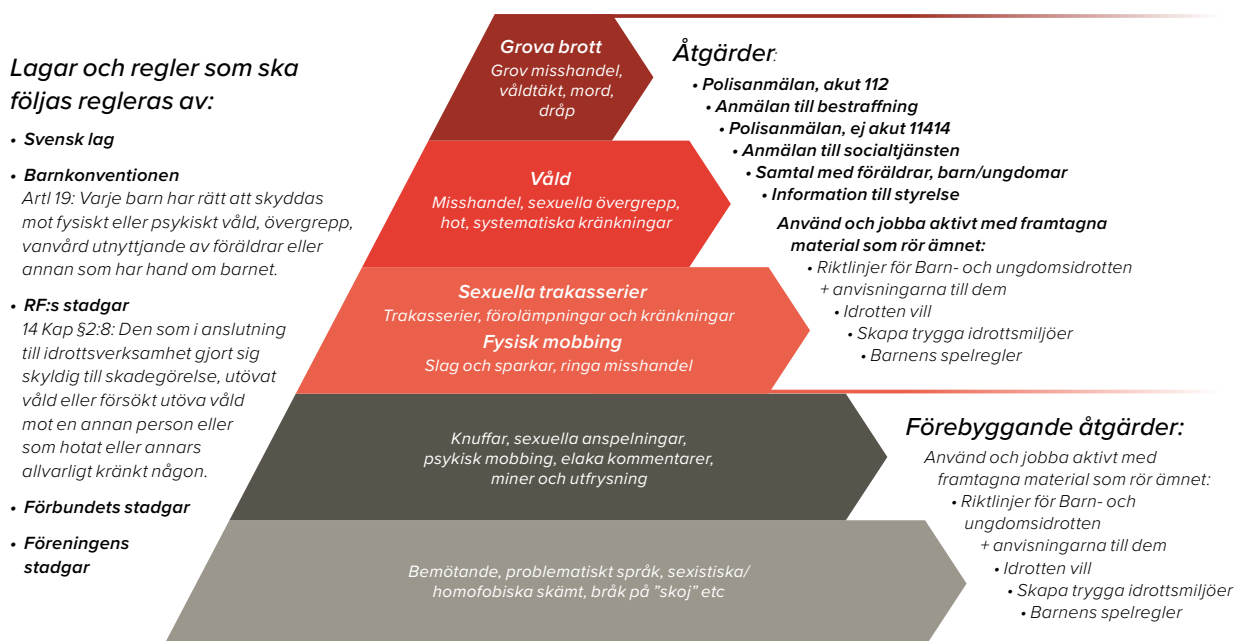 Lagar och regler som ska
följas regleras av:
• Svensk lag
• Barnkonventionen
Artl 19: Varje barn har rätt att skyddas
mot fysiskt eller psykiskt våld, övergrepp,
vanvård utnyttjande av föräldrar eller
annan som har hand om barnet.
• RF:s stadgar
14 Kap §2:8: Den som i anslutning
till idrottsverksamhet gjort sig
skyldig till skadegörelse, utövat
våld eller försökt utöva våld
mot en annan person eller
som hotat eller annars
allvarligt kränkt någon.
• Förbundets stadgar
• Föreningens
stadgar
Grova brott
Grov misshandel,
våldtäkt, mord,
dråp
Våld
Misshandel, sexuella övergrepp,
hot, systematiska kränkningar
Sexuella trakasserier
Trakasserier, förolämpningar och kränkningar
Fysisk mobbing
Slag och sparkar, ringa misshandel
Knuffar, sexuella anspelningar,
psykisk mobbing, elaka kommentarer,
miner och utfrysning
Bemötande, problematiskt språk, sexistiska/
homofobiska skämt, bråk på ”skoj” etc
Åtgärder:
• Polisanmälan, akut 112
• Anmälan till bestraffning
• Polisanmälan, ej akut 11414
• Anmälan till socialtjänsten
• Samtal med föräldrar, barn/ungdomar
• Information till styrelse
Använd och jobba aktivt med framtagna
material som rör ämnet:
• Riktlinjer för Barn- och ungdomsidrotten
+ anvisningarna till dem
• Idrotten vill
• Skapa trygga idrottsmiljöer
• Barnens spelregler
Förebyggande åtgärder:
Använd och jobba aktivt med
framtagna material som rör ämnet:
• Riktlinjer för Barn- och
ungdomsidrotten
+ anvisningarna till dem
• Idrotten vill
• Skapa trygga idrottsmiljöer
• Barnens spelregler